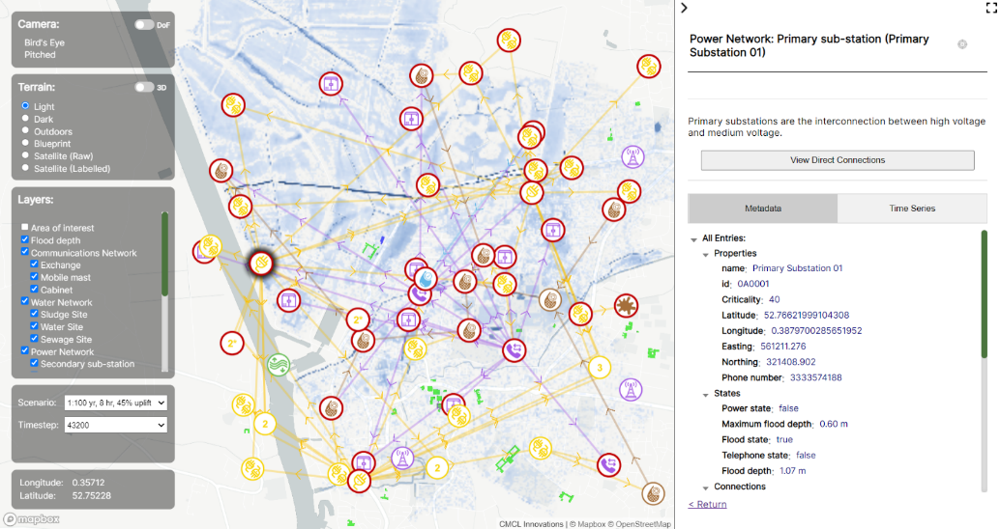 Camera:
DoF
Bird's Eye
Pitched
Terrain:
3D
Light
Dark
Outdoors
Blueprint
Satellite (Raw)
Satellite (Labelled)
Layers:
Area of interest
Flood depth
Communications Network
Exchange
Mobile mast
Cabinet
Water Network
Sludge Site
Water Site
Sewage Site
Power Network
Secondary sub-station
Scenario: 1:100 yr, 8 hr, 45% uplift
Timestep: 43200
Longitude: 0.35712
Latitude: 52.75228
mapbox
2*
2*
3
2
2
CMCL Innovations | © Mapbox © OpenStreetMap
Power Network: Primary sub-station (Primary
Substation 01)
Primary substations are the interconnection between high voltage
and medium voltage.
View Direct Connections
Metadata
Time Series
All Entries:
Properties
name: Primary Substation 01
id: 0A0001
Criticality: 40
Latitude: 52.76621999104308
Longitude: 0.3879700285651952
Easting: 561211.276
Northing: 321408.902
Phone number: 3333574188
States
Power state: false
Maximum flood depth: 0.60 m
Flood state: true
Telephone state: false
Flood depth: 1.07 m
Connections
< Return